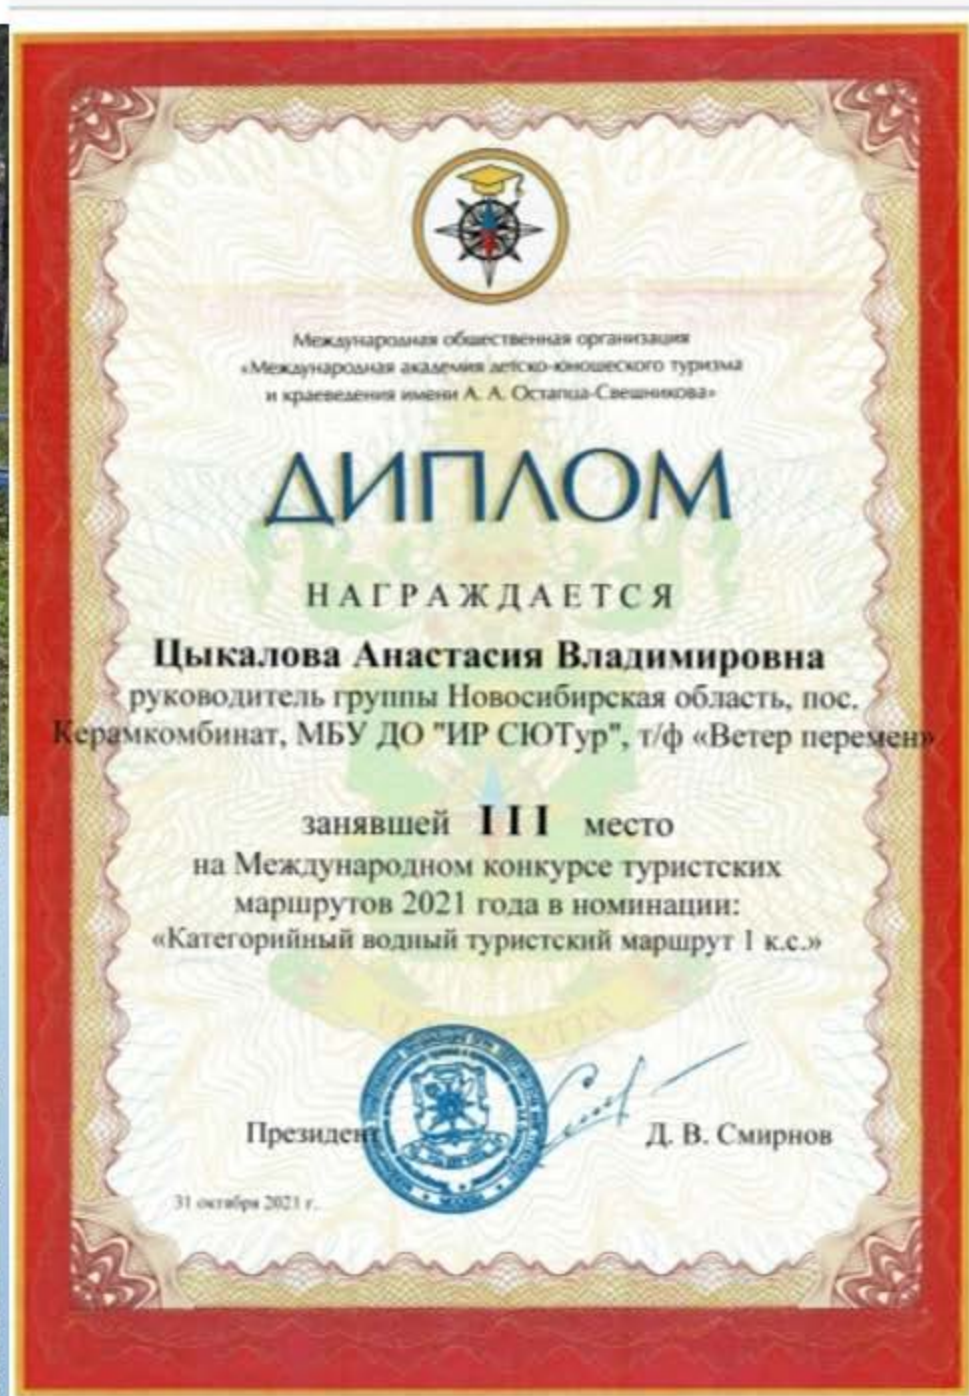 Международная общественная организация
«Международная академия детско-юношеского туризма
и краеведения имени А. А. Остапца-Свешникова»
ДИПЛОМ
НАГРАЖДАЕТСЯ
Цыкалова Анастасия Владимировна
руководитель группы Новосибирская область, пос.
Керамкомбинат, МБУ ДО "ИР СЮТур", т/ф «Ветер перемен»
занявшей III место
на Международном конкурсе туристских
маршрутов 2021 года в номинации:
«Категорийный водный туристский маршрут 1 к.с.»
Президент Д. В. Смирнов
31 октября 2021 г.